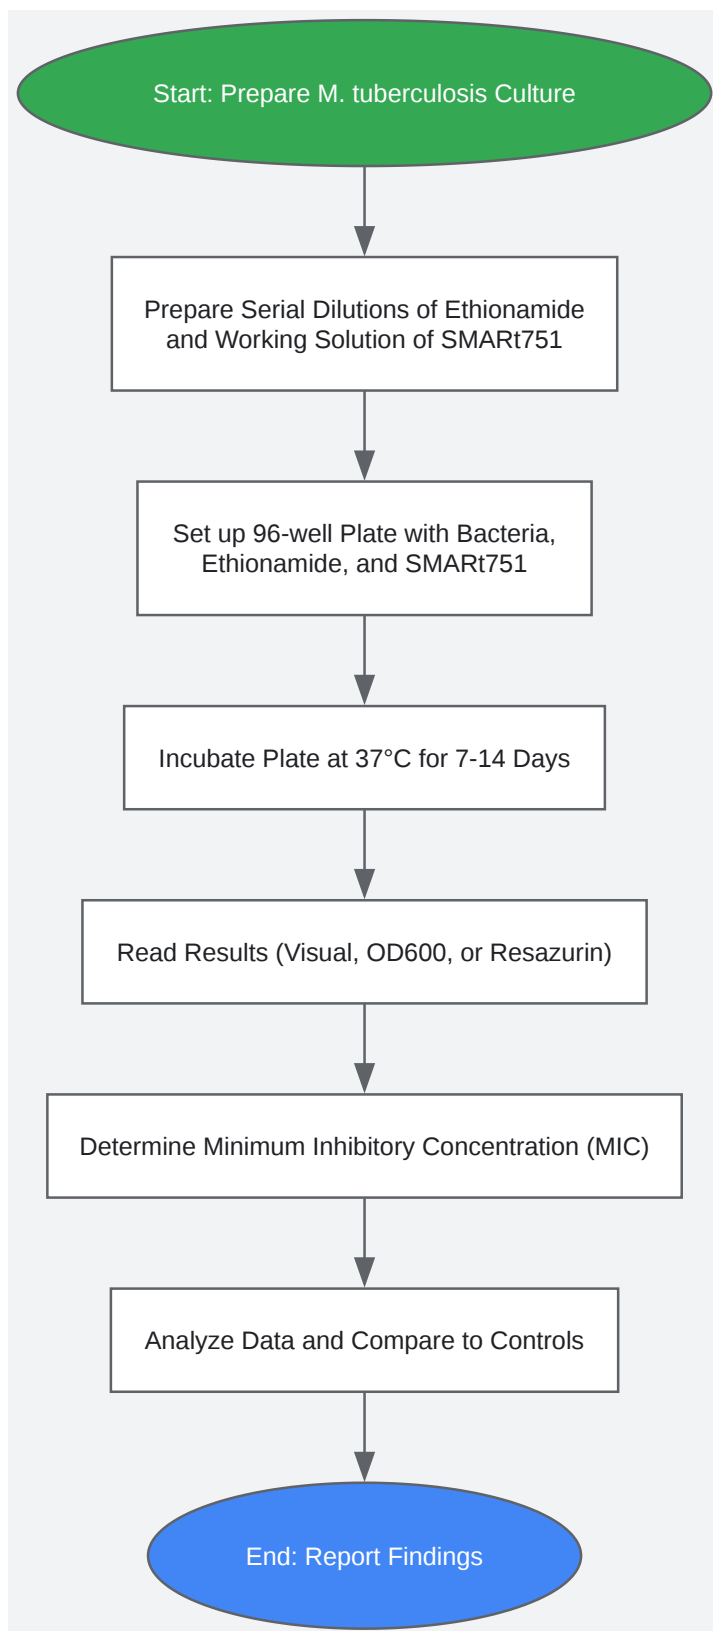 Start: Prepare M. tuberculosis Culture
Prepare Serial Dilutions of Ethionamide
and Working Solution of SMARt751
Set up 96-well Plate with Bacteria,
Ethionamide, and SMARt751
Incubate Plate at 37°C for 7-14 Days
Read Results (Visual, OD600, or Resazurin)
Determine Minimum Inhibitory Concentration (MIC)
Analyze Data and Compare to Controls
End: Report Findings